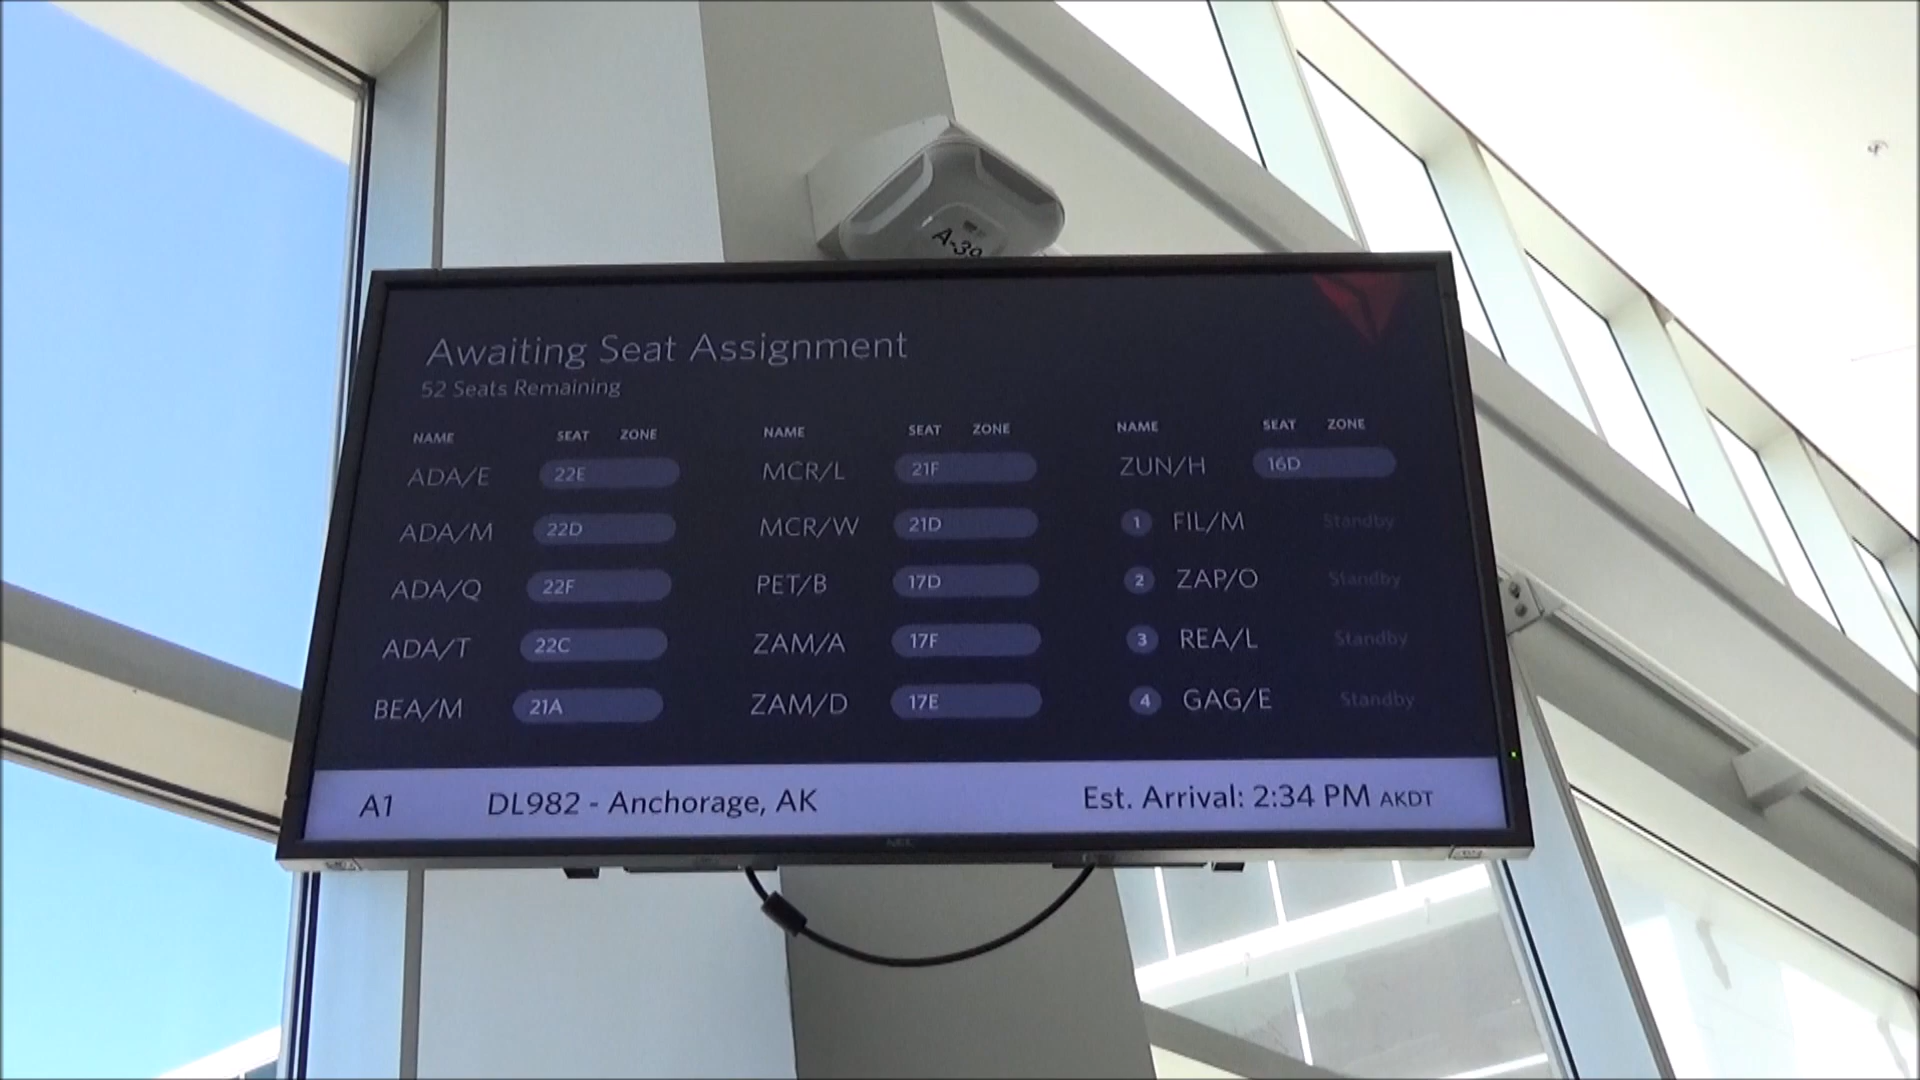 A-39
Awaiting Seat Assignment
52 Seats Remaining
NAME SEAT ZONE NAME SEAT ZONE NAME SEAT ZONE
ADA/E 22E MCR/L 21F ZUN/H 16D
ADA/M 22D MCR/W 21D 1 FIL/M Standby
ADA/Q 22F PET/B 17D 2 ZAP/O Standby
ADA/T 22C ZAM/A 17F 3 REA/L Standby
BEA/M 21A ZAM/D 17E 4 GAG/E Standby
A1 DL982 - Anchorage, AK Est. Arrival: 2:34 PM AKDT
NEC